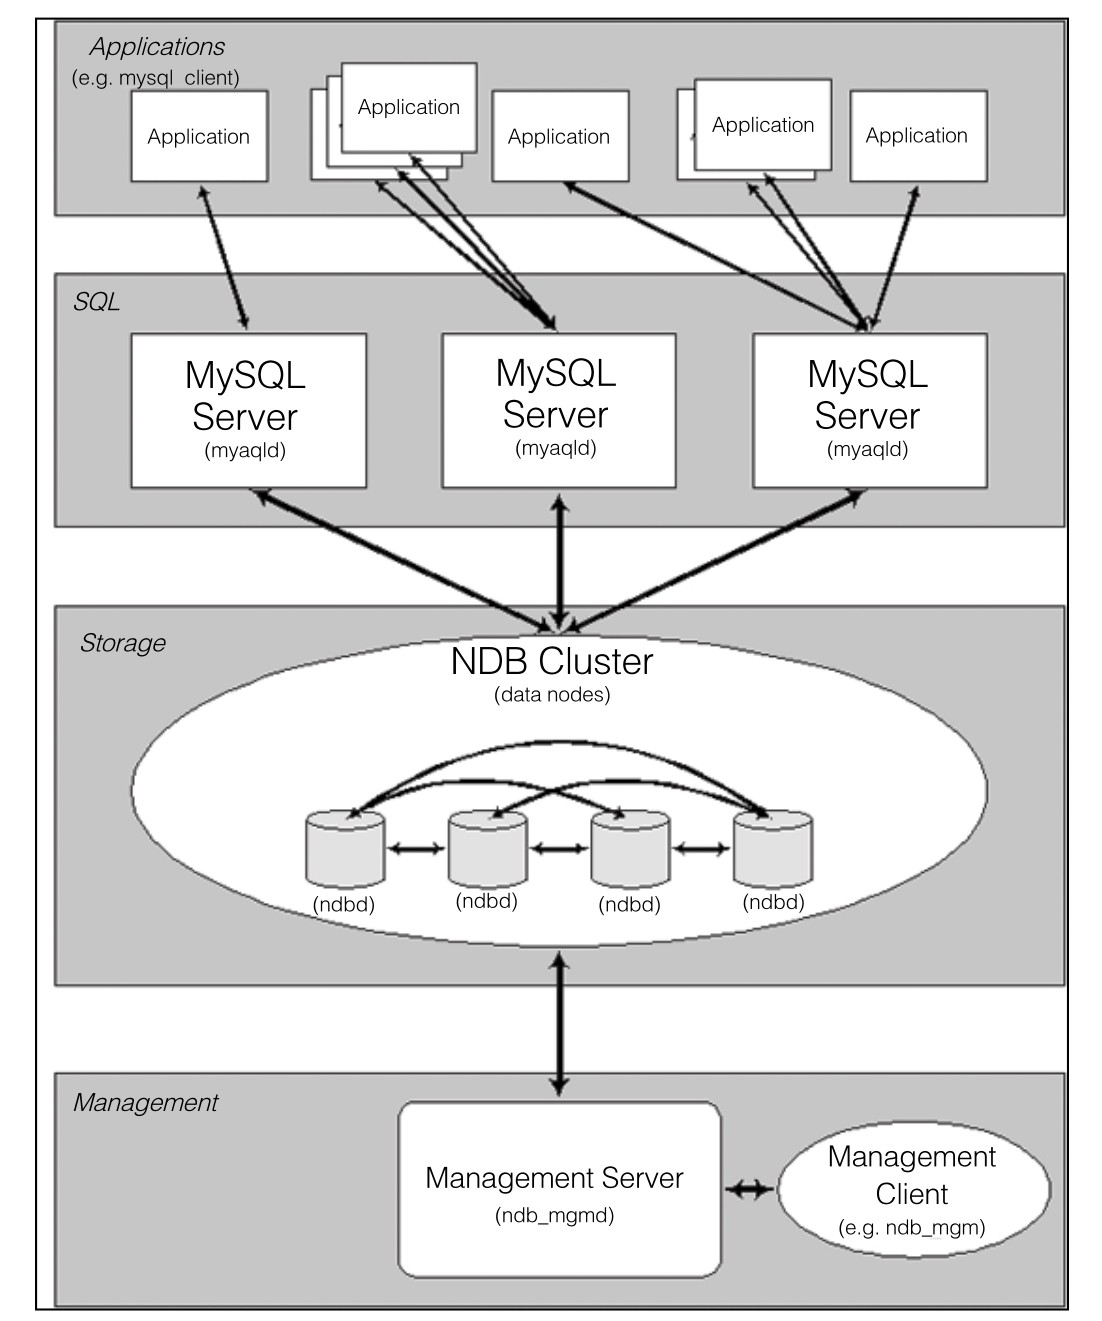 Applications
(e.g. mysql client)
Application
Application
Application
Application
Application
SQL
MySQL
Server
(myaqld)
MySQL
Server
(myaqld)
MySQL
Server
(myaqld)
Storage
NDB Cluster
(data nodes)
(ndbd)
(ndbd)
(ndbd)
(ndbd)
Management
Management Server
(ndb_mgmd)
Management
Client
(e.g. ndb_mgm)